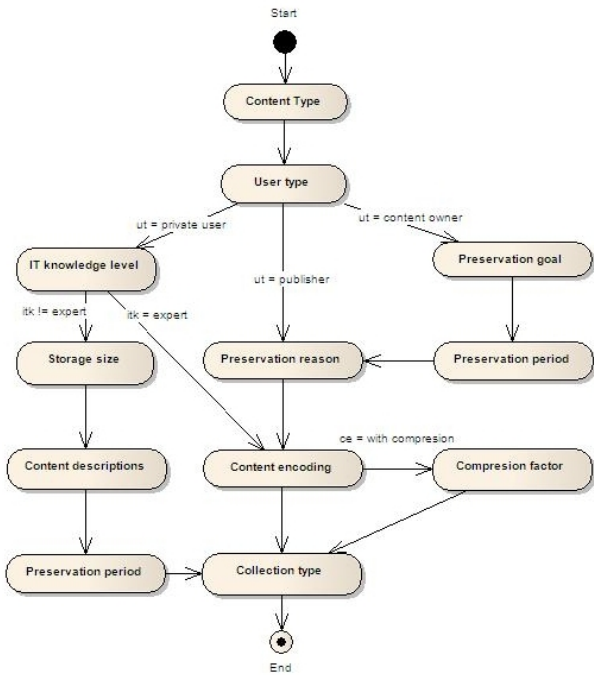 Start
Content Type
User type
ut = private user
ut = content owner
IT knowledge level
Preservation goal
ut = publisher
itk != expert
itk = expert
Storage size
Preservation reason
Preservation period
ce = with compresion
Content descriptions
Content encoding
Compresion factor
Preservation period
Collection type
End